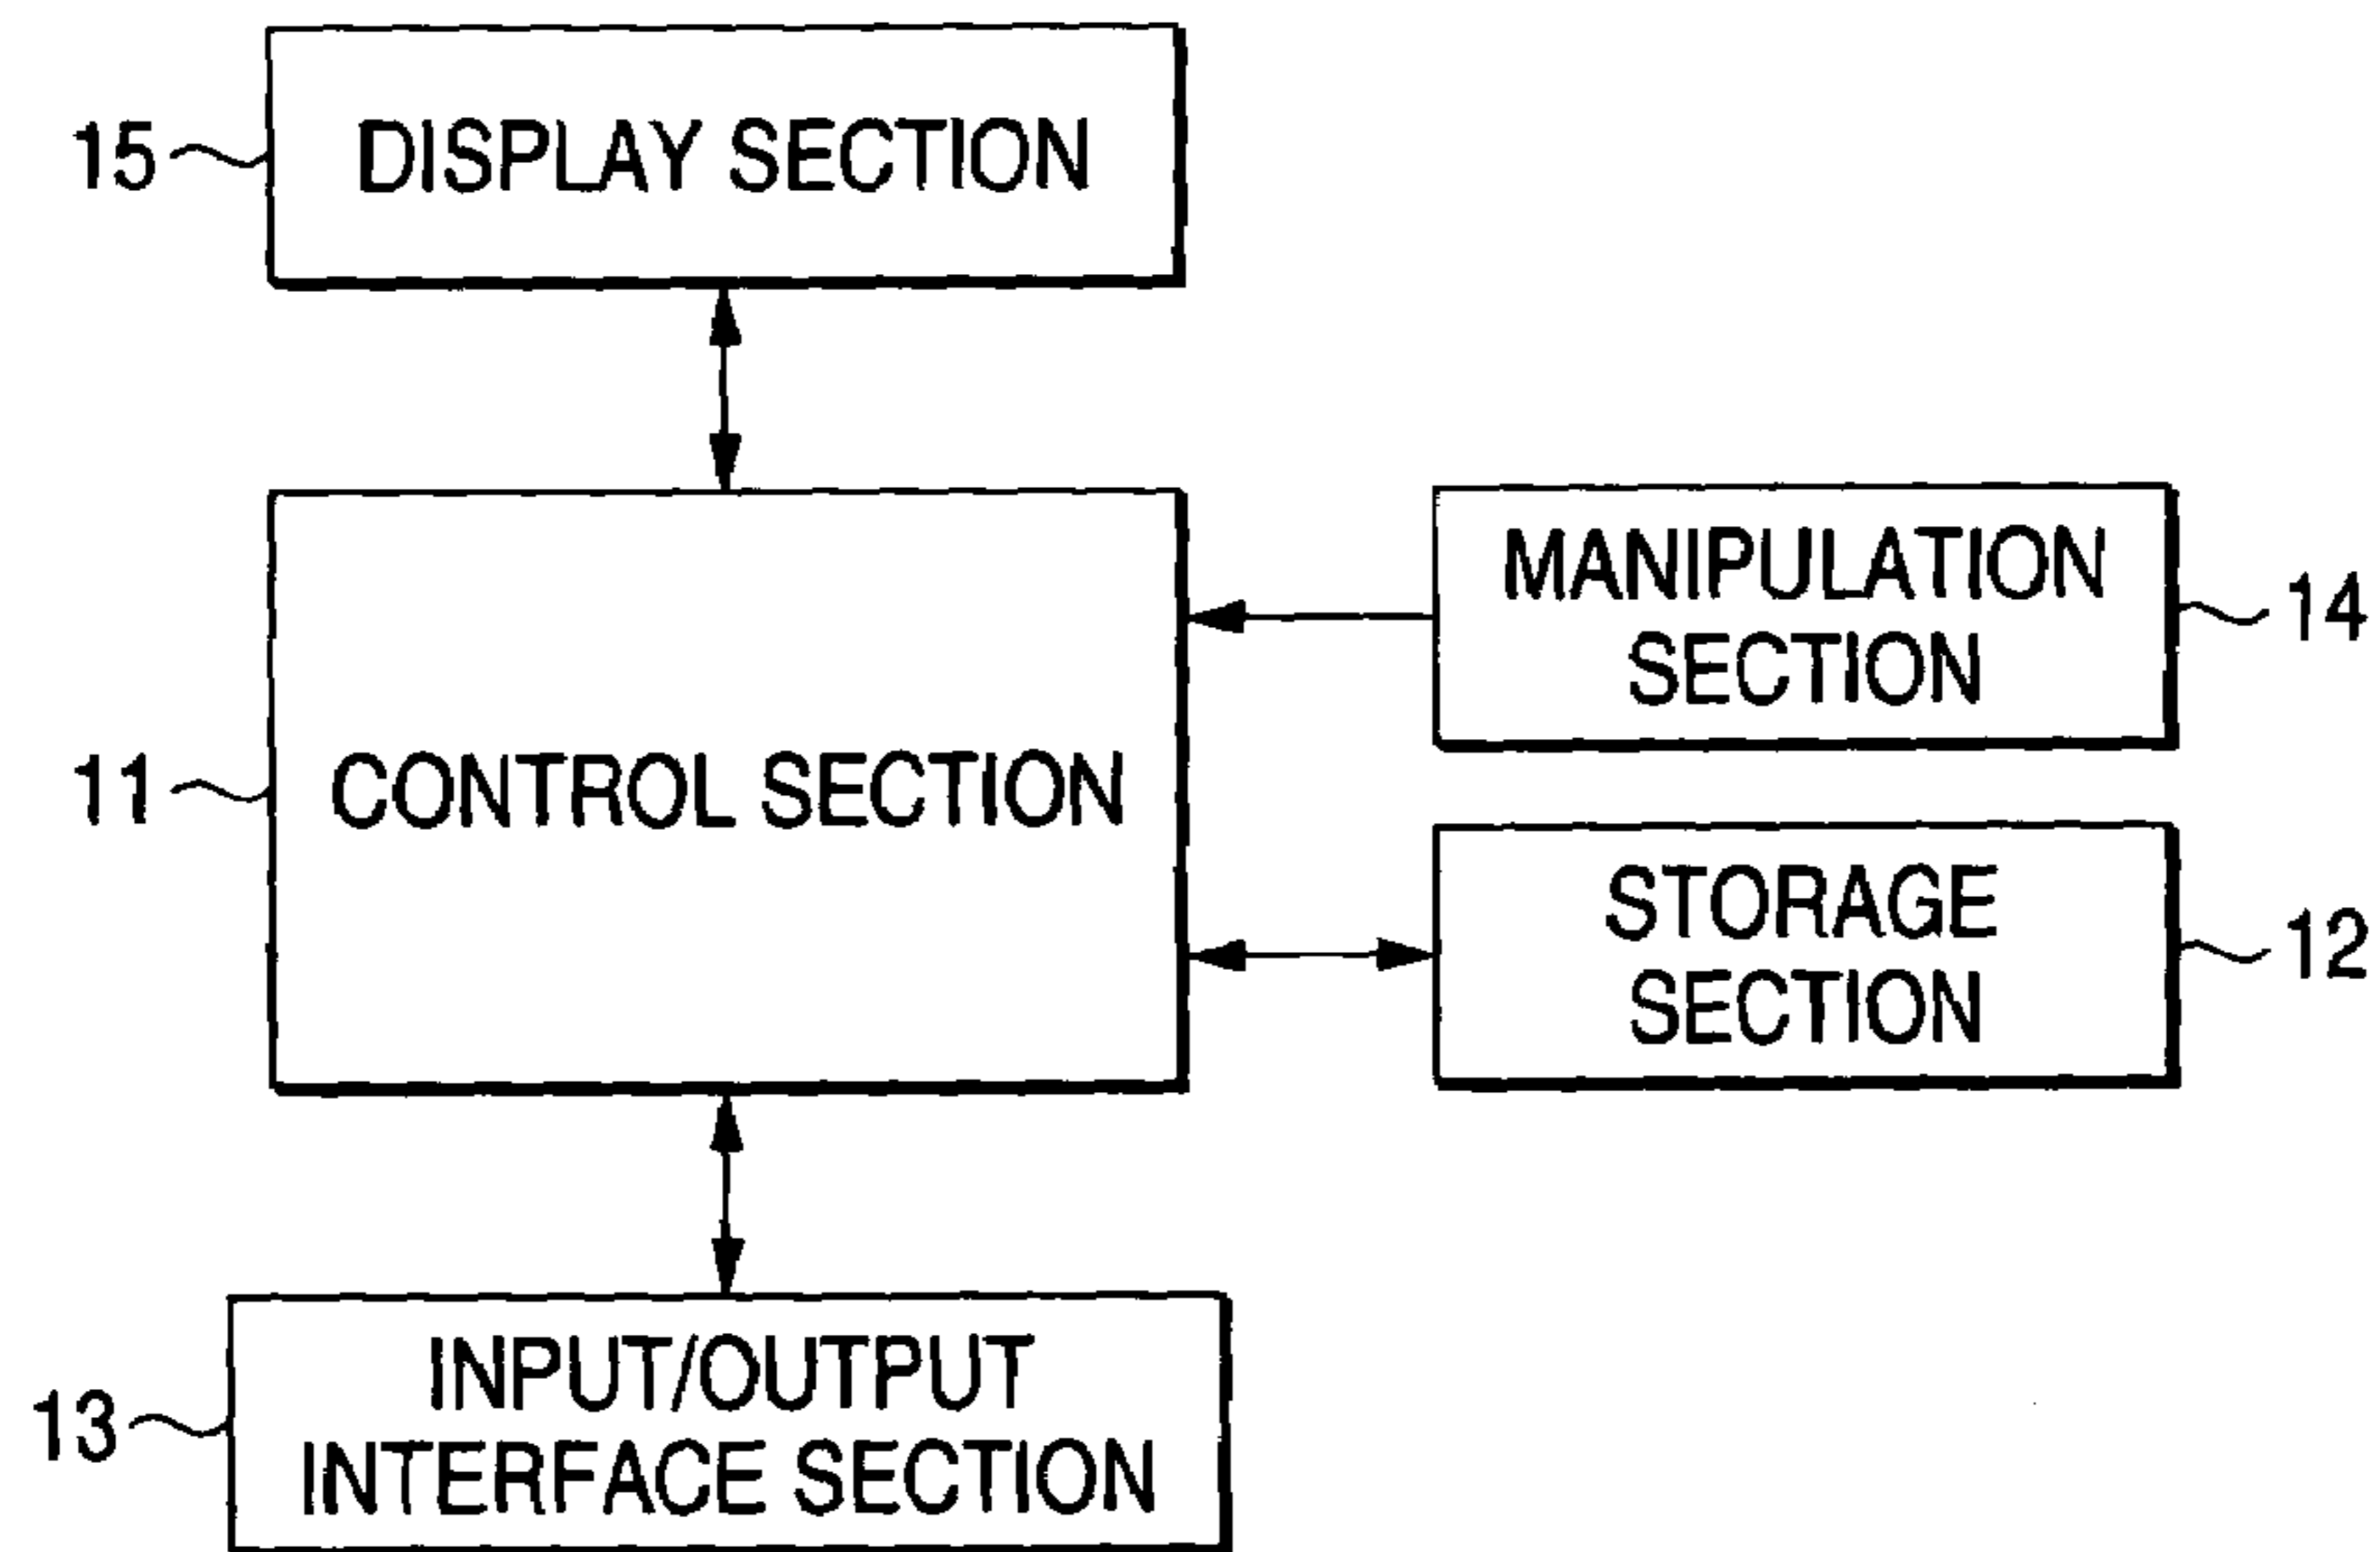 15
DISPLAY SECTION
MANIPULATION
SECTION
14
11
CONTROL SECTION
STORAGE
SECTION
12
INPUT/OUTPUT
INTERFACE SECTION
13